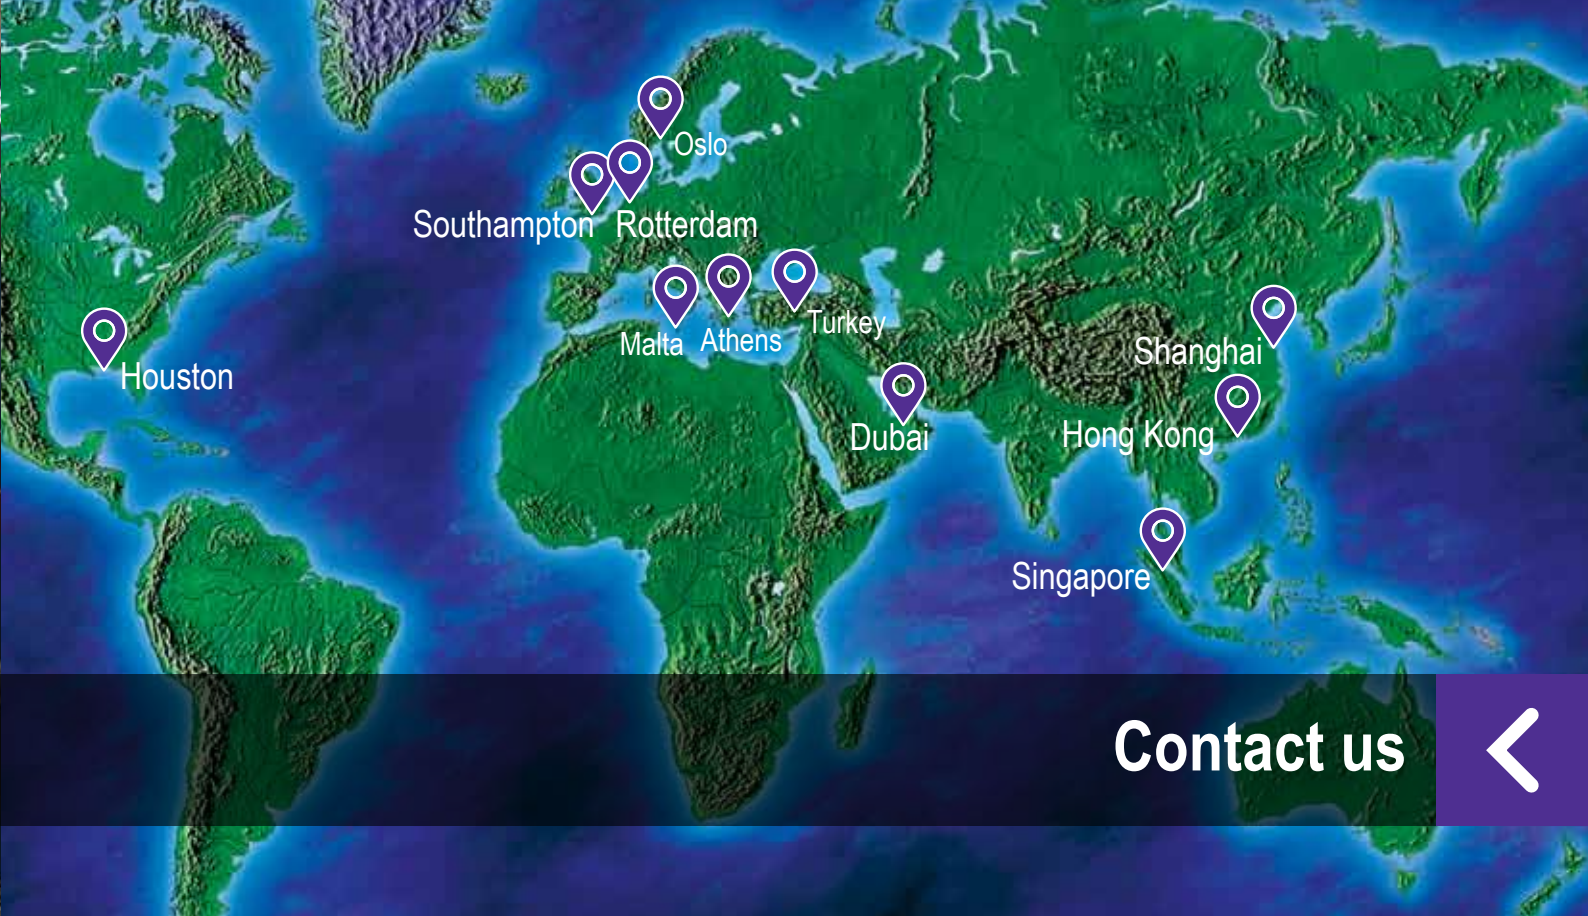 Oslo
Southampton
Rotterdam
Turkey
Malta
Athens
Shanghai
Houston
Dubai
Hong Kong
Singapore
Contact us